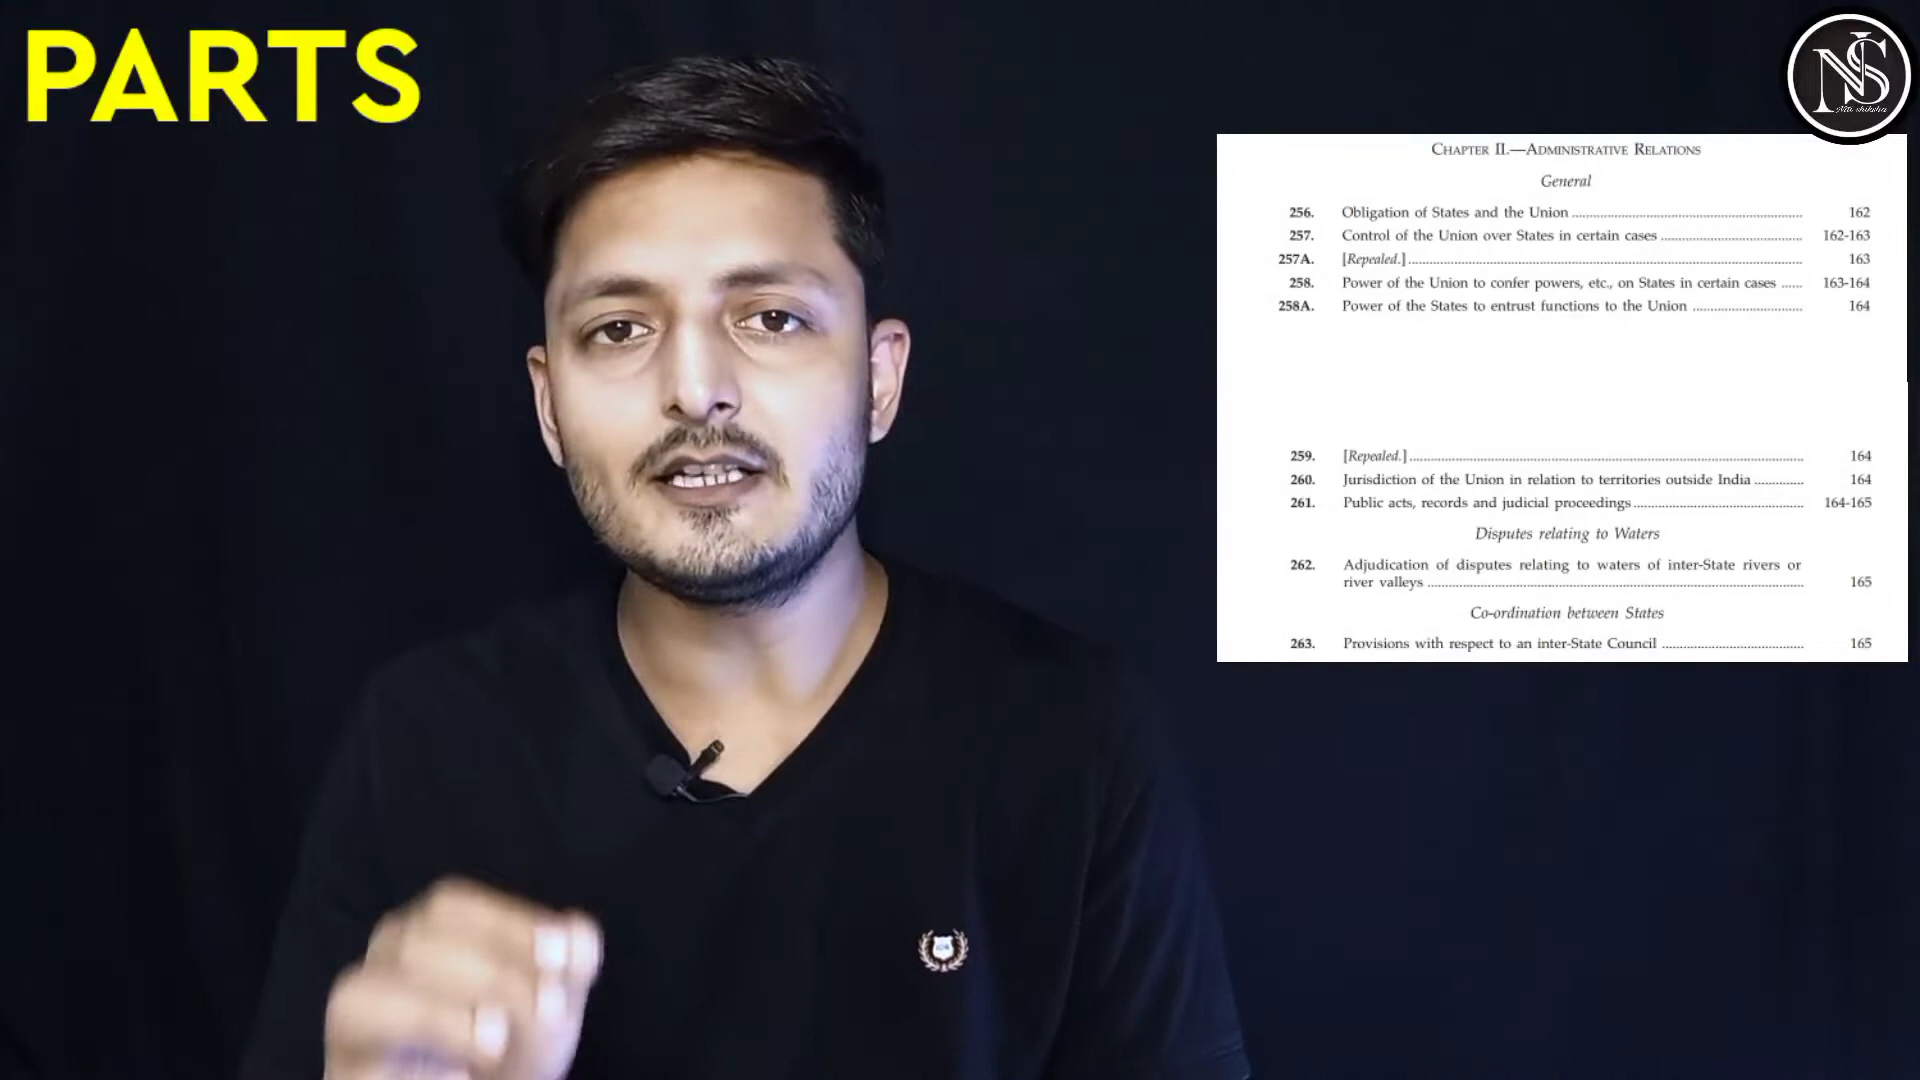 PARTS
NS
Niti shiksha
CHAPTER II.—ADMINISTRATIVE RELATIONS
General
256. Obligation of States and the Union 162
257. Control of the Union over States in certain cases 162-163
257A. [Repealed.] 163
258. Power of the Union to confer powers, etc., on States in certain cases 163-164
258A. Power of the States to entrust functions to the Union 164
259. [Repealed.] 164
260. Jurisdiction of the Union in relation to territories outside India 164
261. Public acts, records and judicial proceedings 164-165
Disputes relating to Waters
262. Adjudication of disputes relating to waters of inter-State rivers or
river valleys 165
Co-ordination between States
263. Provisions with respect to an inter-State Council 165